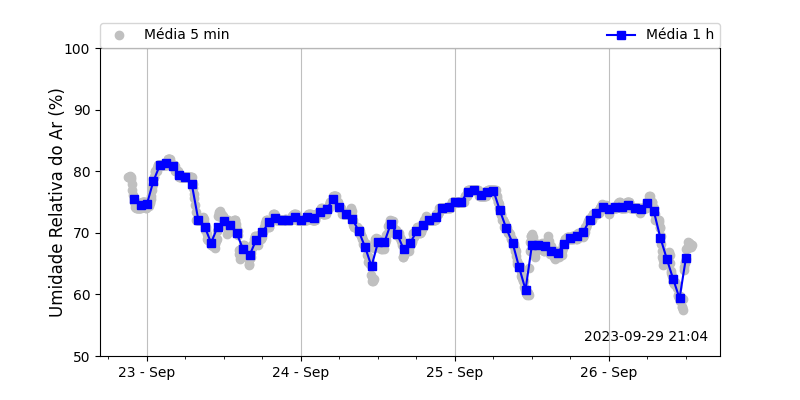 Média 5 min
Média 1 h
100
90
80
70
60
50
Umidade Relativa do Ar (%)
2023-09-29 21:04
23 - Sep
24 - Sep
25 - Sep
26 - Sep